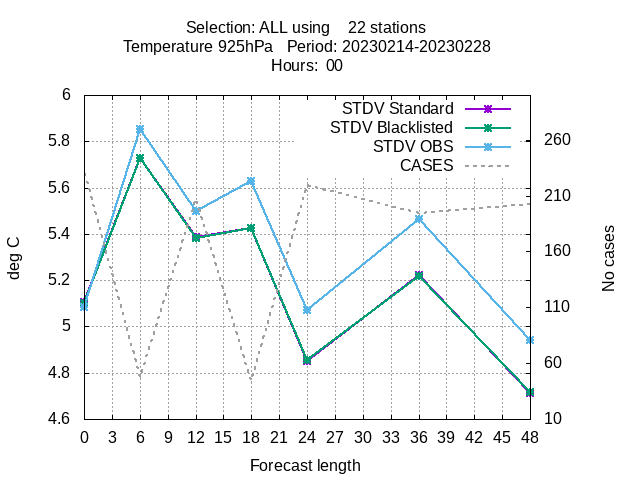 Selection: ALL using    22 stations
Temperature 925hPa   Period: 20230214-20230228
Hours:  00
STDV Standard
STDV Blacklisted
STDV OBS
CASES
6
5.8
5.6
5.4
5.2
5
4.8
4.6
deg C
260
210
160
110
60
10
No cases
0 3 6 9 12 15 18 21 24 27 30 33 36 39 42 45 48
Forecast length